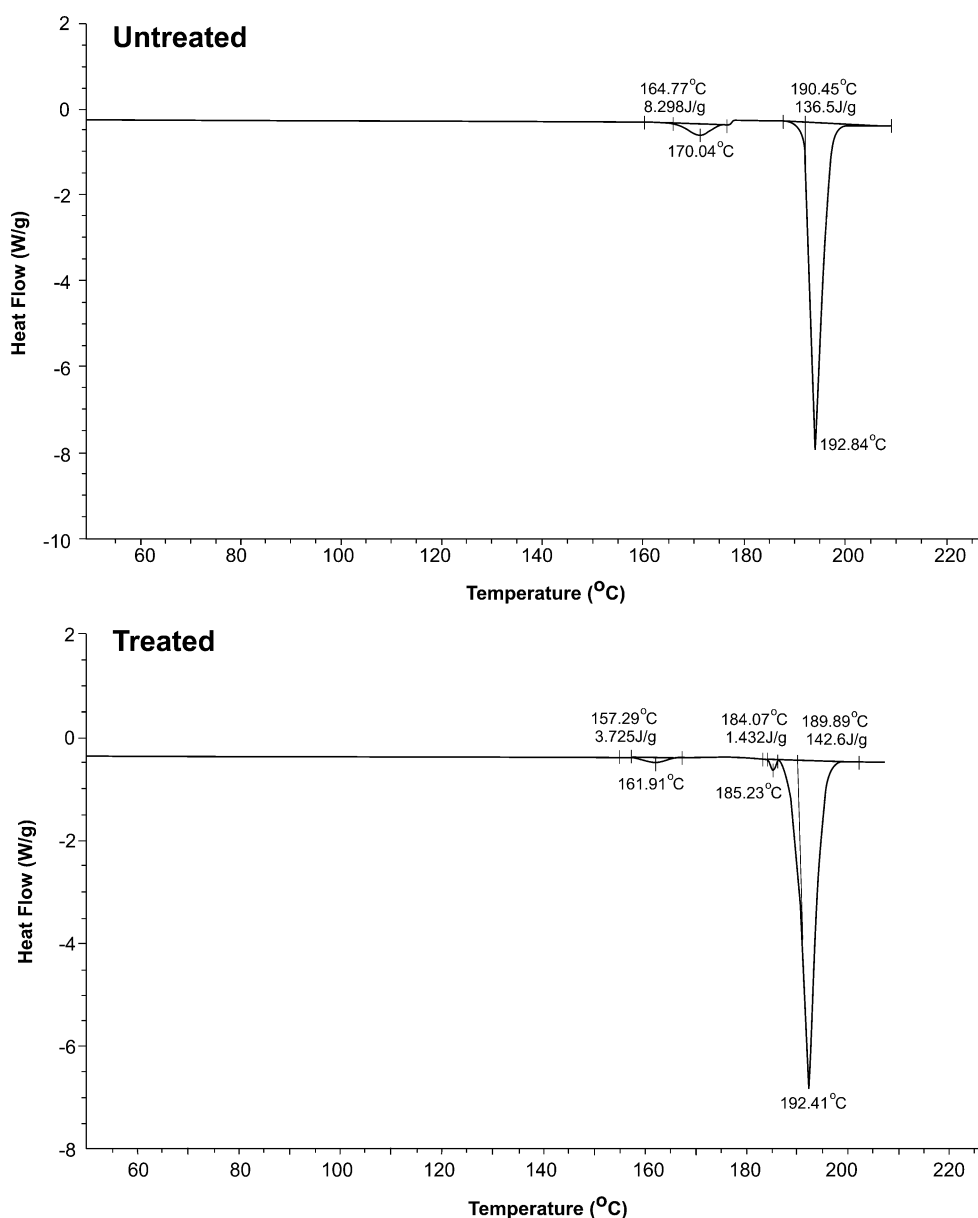 Untreated
2
0
-2
-4
-6
-8
-10
Heat Flow (W/g)
164.77°C
8.298J/g
170.04°C
190.45°C
136.5J/g
192.84°C
60 80 100 120 140 160 180 200 220
Temperature (°C)
Treated
2
0
-2
-4
-6
-8
Heat Flow (W/g)
157.29°C
3.725J/g
161.91°C
184.07°C
1.432J/g
185.23°C
189.89°C
142.6J/g
192.41°C
60 80 100 120 140 160 180 200 220
Temperature (°C)